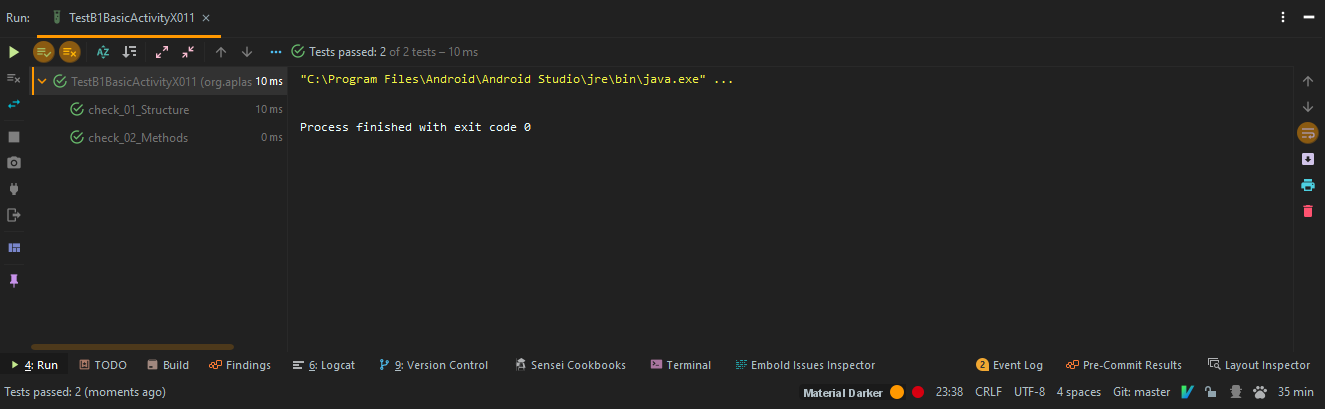 Run: TestB1BasicActivityX011
Tests passed: 2 of 2 tests – 10 ms
TestB1BasicActivityX011 (org.aplas 10 ms
check_01_Structure 10 ms
check_02_Methods 0 ms
"C:\Program Files\Android\Android Studio\jre\bin\java.exe" ...
Process finished with exit code 0
4: Run TODO Build Findings 6: Logcat 9: Version Control Sensei Cookbooks Terminal Embold Issues Inspector 2 Event Log Pre-Commit Results Layout Inspector
Tests passed: 2 (moments ago) Material Darker 23:38 CRLF UTF-8 4 spaces Git: master 35 min